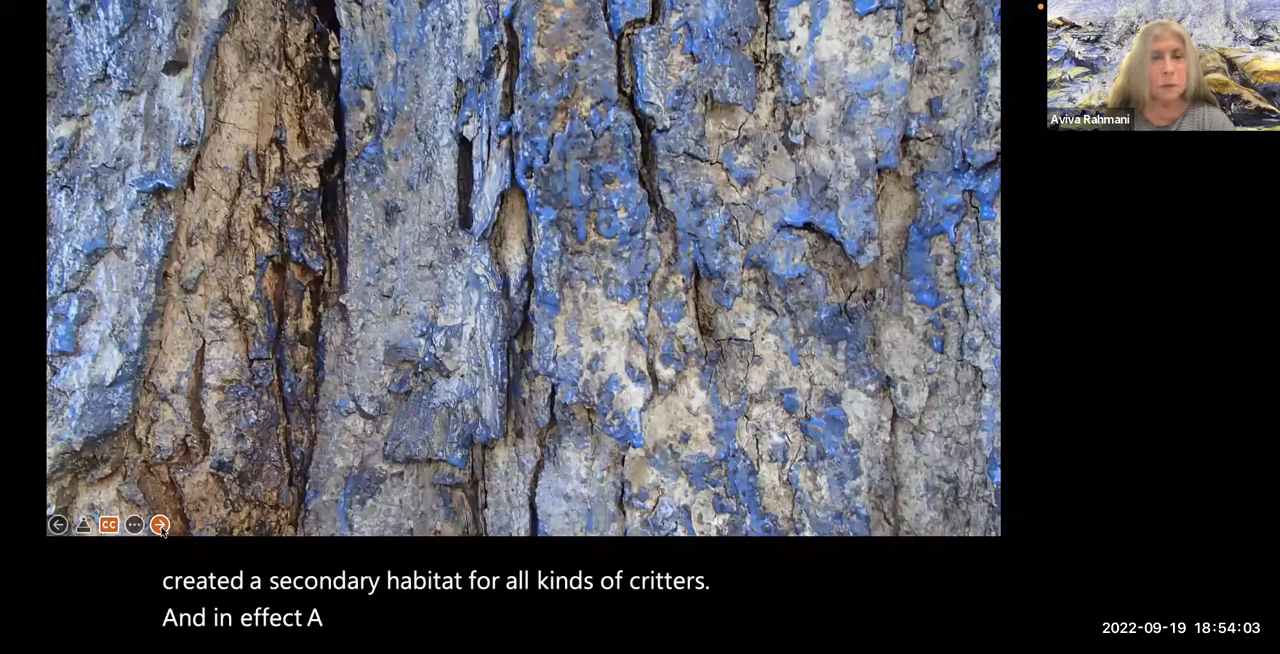 Aviva Rahmani
CC
created a secondary habitat for all kinds of critters.
And in effect A
2022-09-19 18:54:03